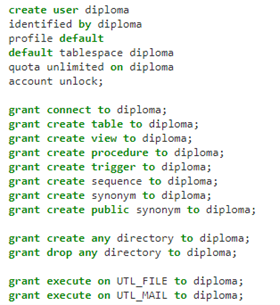 create user diploma
identified by diploma
profile default
default tablespace diploma
quota unlimited on diploma
account unlock;
grant connect to diploma;
grant create table to diploma;
grant create view to diploma;
grant create procedure to diploma;
grant create trigger to diploma;
grant create sequence to diploma;
grant create synonym to diploma;
grant create public synonym to diploma;
grant create any directory to diploma;
grant drop any directory to diploma;
grant execute on UTL_FILE to diploma;
grant execute on UTL_MAIL to diploma;